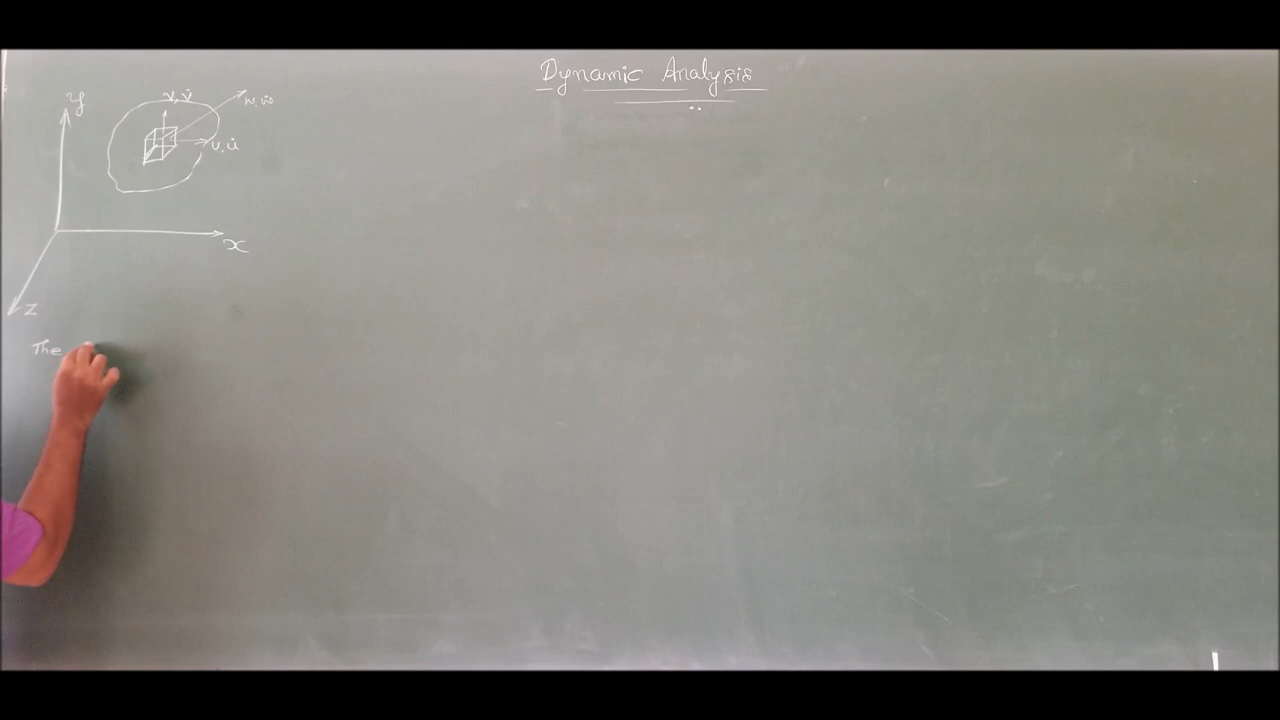 Dynamic Analysis
y
v, v̇
w, ẇ
u, u̇
x
z
The